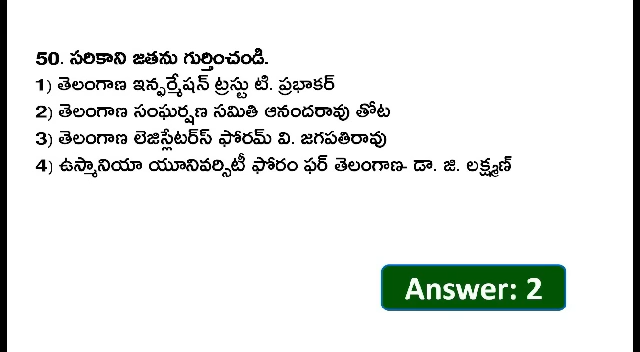 50. సరికాని జతను గుర్తించండి.
1) తెలంగాణ ఇన్ఫర్మేషన్ ట్రస్టు టి. ప్రభాకర్
2) తెలంగాణ సంఘర్షణ సమితి ఆనందరావు తోట
3) తెలంగాణ లెజిస్లేటర్స్ ఫోరమ్ వి. జగపతిరావు
4) ఉస్మానియా యూనివర్సిటీ ఫోరం ఫర్ తెలంగాణ- డా. జి. లక్ష్మణ్
Answer: 2